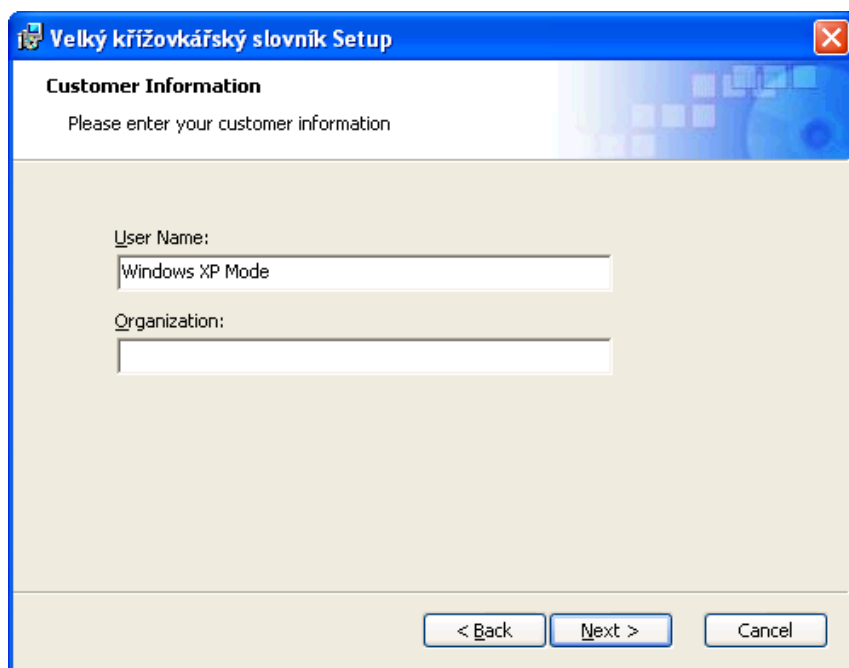 Velký křížovkářský slovník Setup
Customer Information
Please enter your customer information
User Name:
Windows XP Mode
Organization:
< Back Next > Cancel